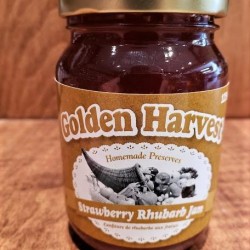 Golden Harvest
Homemade Preserves
Strawberry Rhubarb Jam